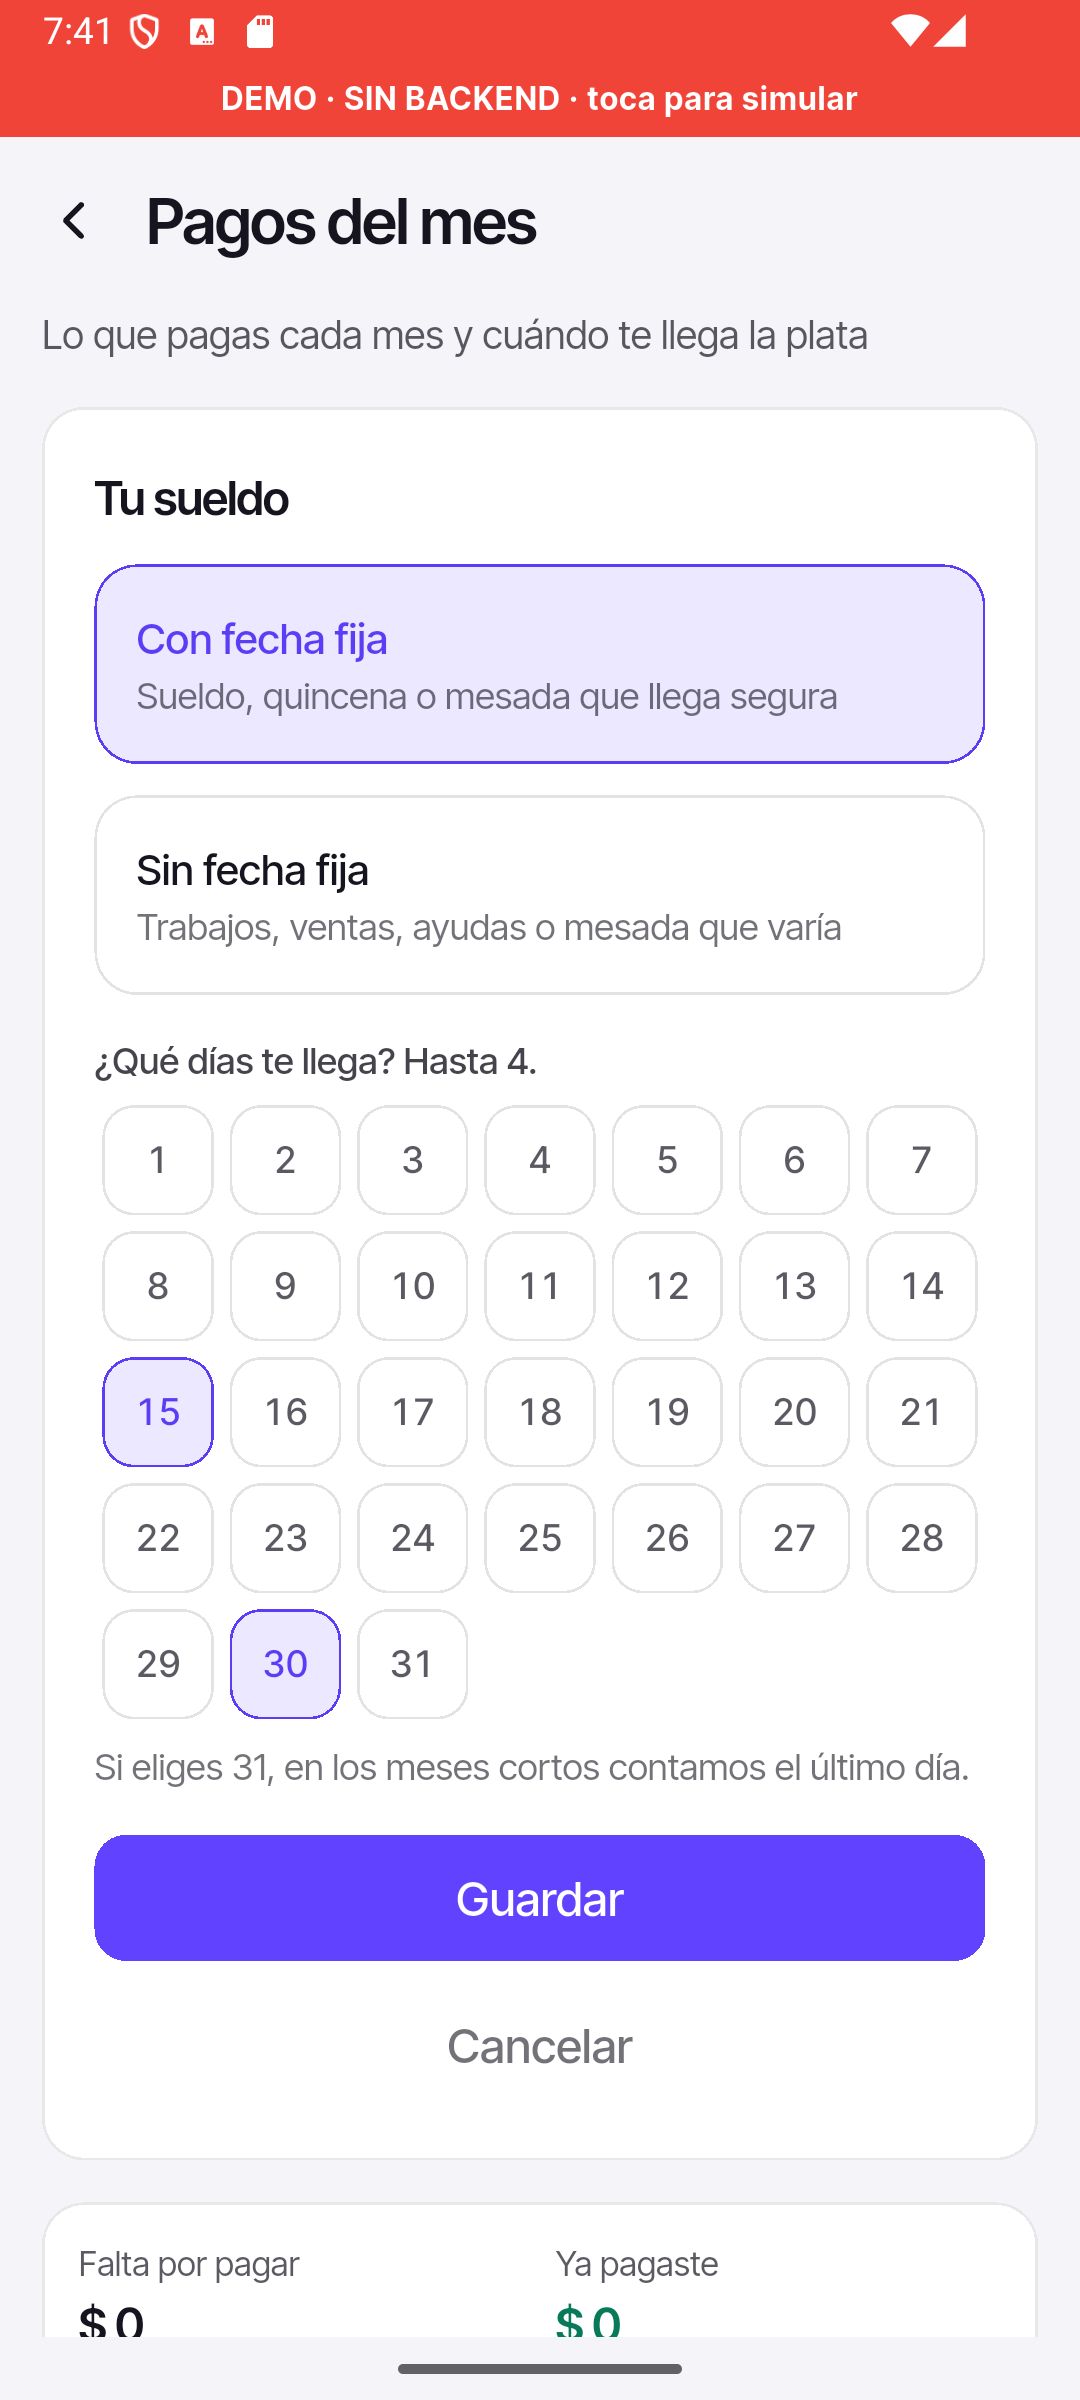 7:41
DEMO · SIN BACKEND · toca para simular
Pagos del mes
Lo que pagas cada mes y cuándo te llega la plata
Tu sueldo
Con fecha fija
Sueldo, quincena o mesada que llega segura
Sin fecha fija
Trabajos, ventas, ayudas o mesada que varía
¿Qué días te llega? Hasta 4.
1 2 3 4 5 6 7
8 9 10 11 12 13 14
15 16 17 18 19 20 21
22 23 24 25 26 27 28
29 30 31
Si eliges 31, en los meses cortos contamos el último día.
Guardar
Cancelar
Falta por pagar Ya pagaste
$0 $0